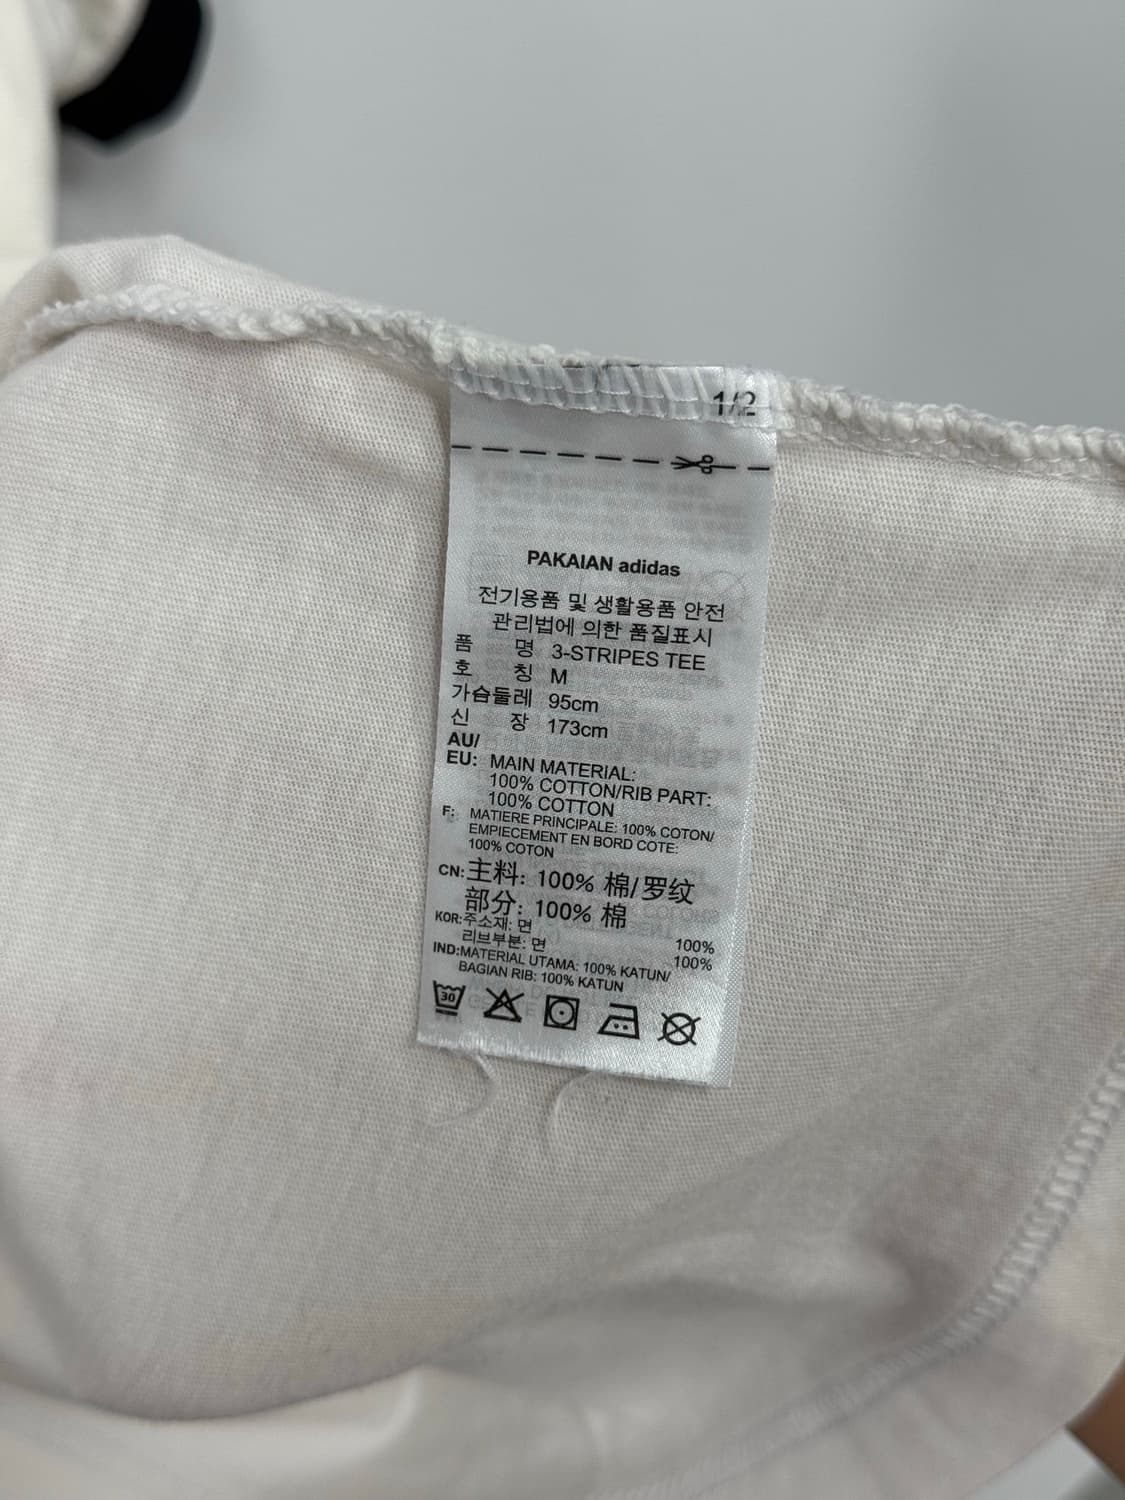 1/2
PAKAIAN adidas
전기용품 및 생활용품 안전
관리법에 의한 품질표시
품 명 3-STRIPES TEE
호 칭 M
가슴둘레 95cm
신 장 173cm
AU/
EU: MAIN MATERIAL:
100% COTTON/RIB PART:
100% COTTON
F: MATIERE PRINCIPALE: 100% COTON/
EMPIECEMENT EN BORD COTE:
100% COTON
CN: 主料: 100% 棉/罗纹
部分: 100% 棉
KOR: 주소재: 면 100%
리브부분: 면 100%
IND: MATERIAL UTAMA: 100% KATUN/
BAGIAN RIB: 100% KATUN
30